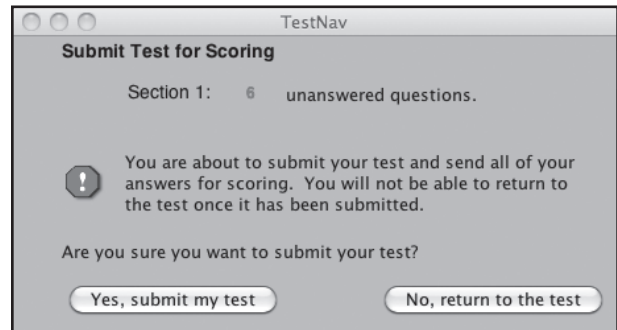 TestNav
Submit Test for Scoring
Section 1: 6 unanswered questions.
You are about to submit your test and send all of your
answers for scoring. You will not be able to return to
the test once it has been submitted.
Are you sure you want to submit your test?
Yes, submit my test No, return to the test